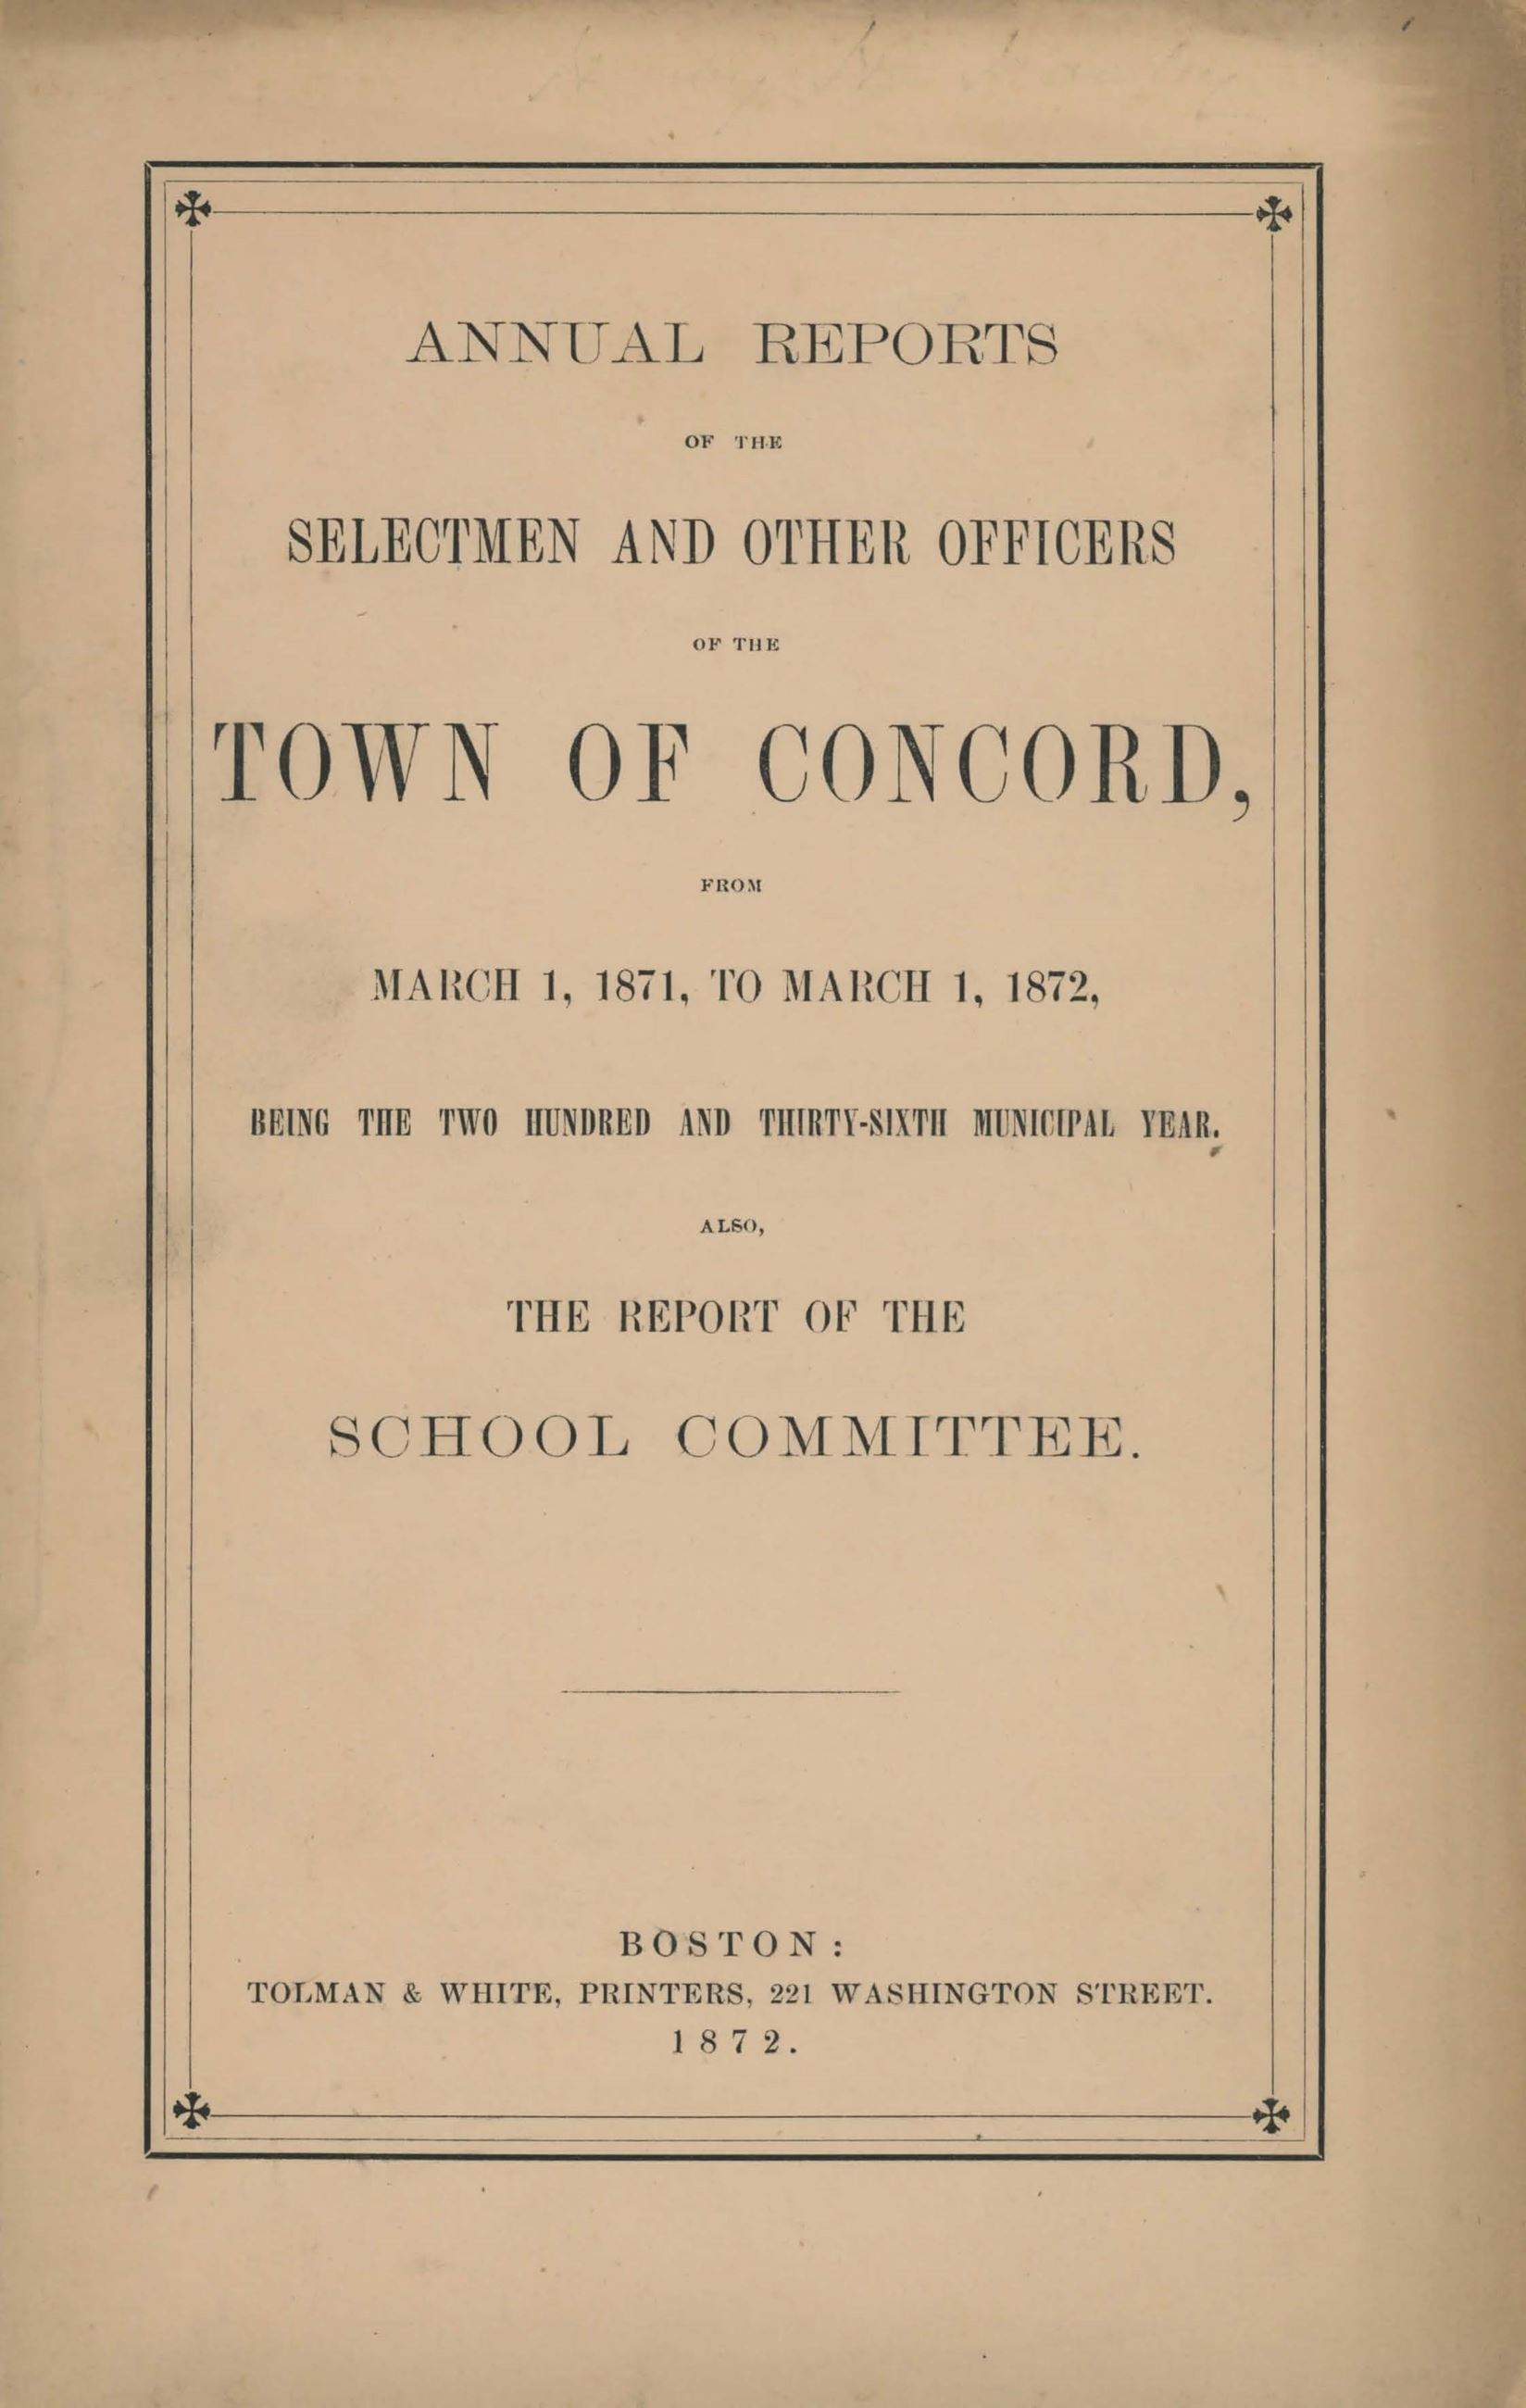 ANNUAL REPORTS
OF THE
SELECTMEN AND OTHER OFFICERS
OF THE
TOWN OF CONCORD,
FROM
MARCH 1, 1871, TO MARCH 1, 1872,
BEING THE TWO HUNDRED AND THIRTY-SIXTH MUNICIPAL YEAR.
ALSO,
THE REPORT OF THE
SCHOOL COMMITTEE.
BOSTON:
TOLMAN & WHITE, PRINTERS, 221 WASHINGTON STREET.
1872.